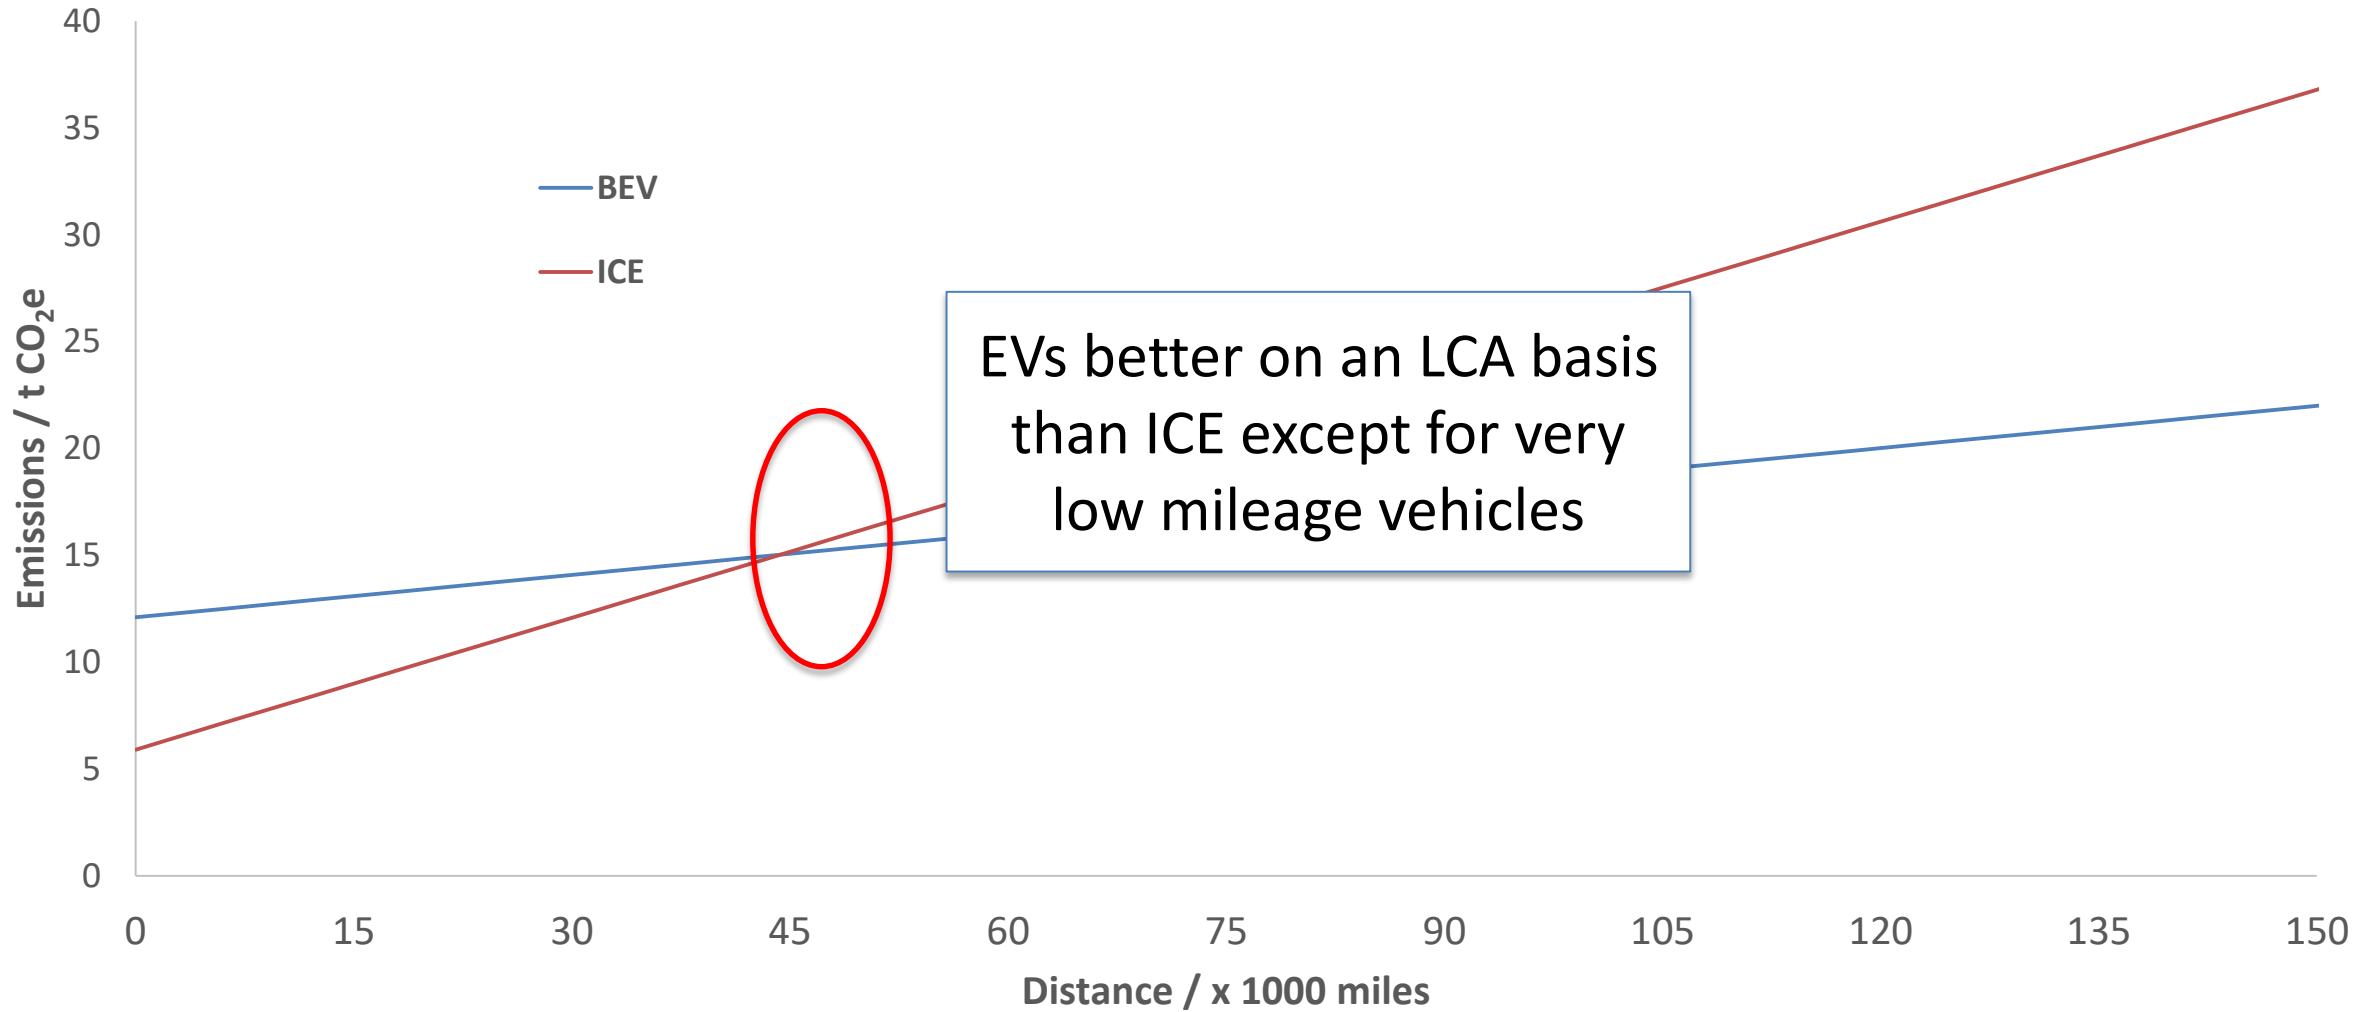 40
35
30
25
20
15
10
5
0
Emissions / t CO₂e
BEV
ICE
EVs better on an LCA basis
than ICE except for very
low mileage vehicles
0 15 30 45 60 75 90 105 120 135 150
Distance / x 1000 miles